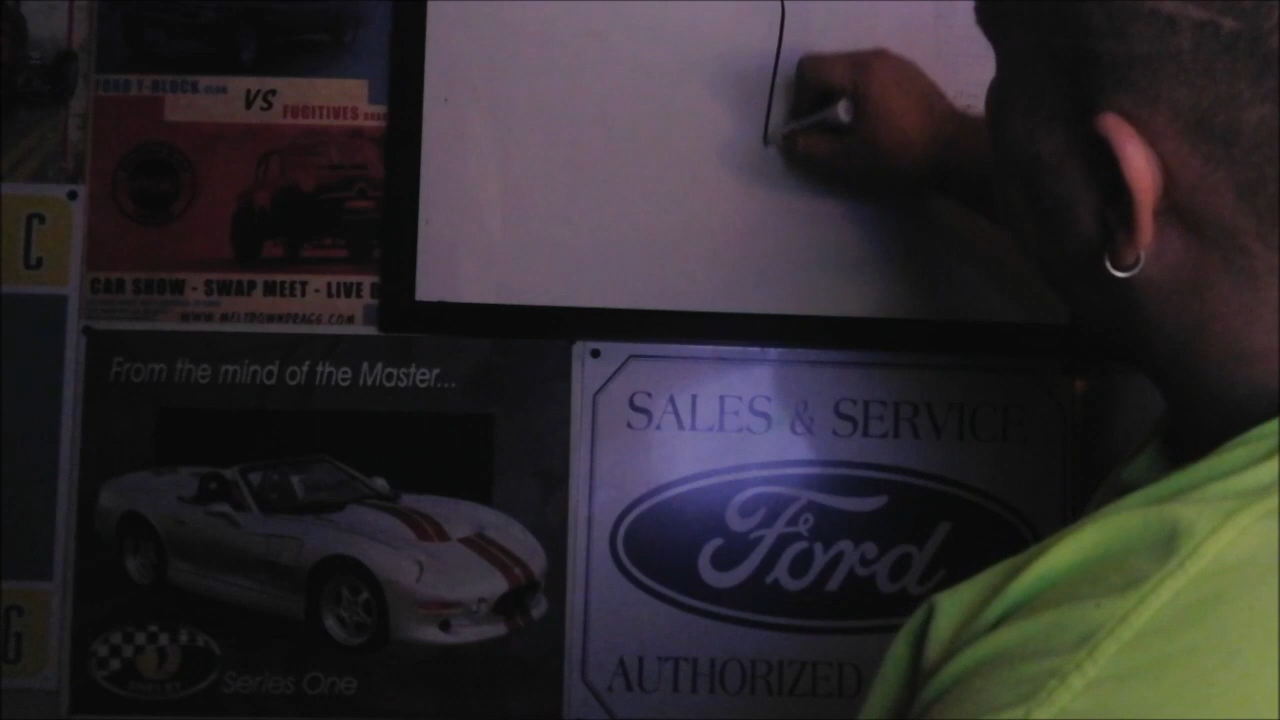 FORD Y-BLOCK
VS
FUGITIVES
CAR SHOW - SWAP MEET - LIVE
WWW.MELTDOWNDRAGS.COM
C
G
From the mind of the Master...
Series One
SALES & SERVICE
Ford
AUTHORIZED